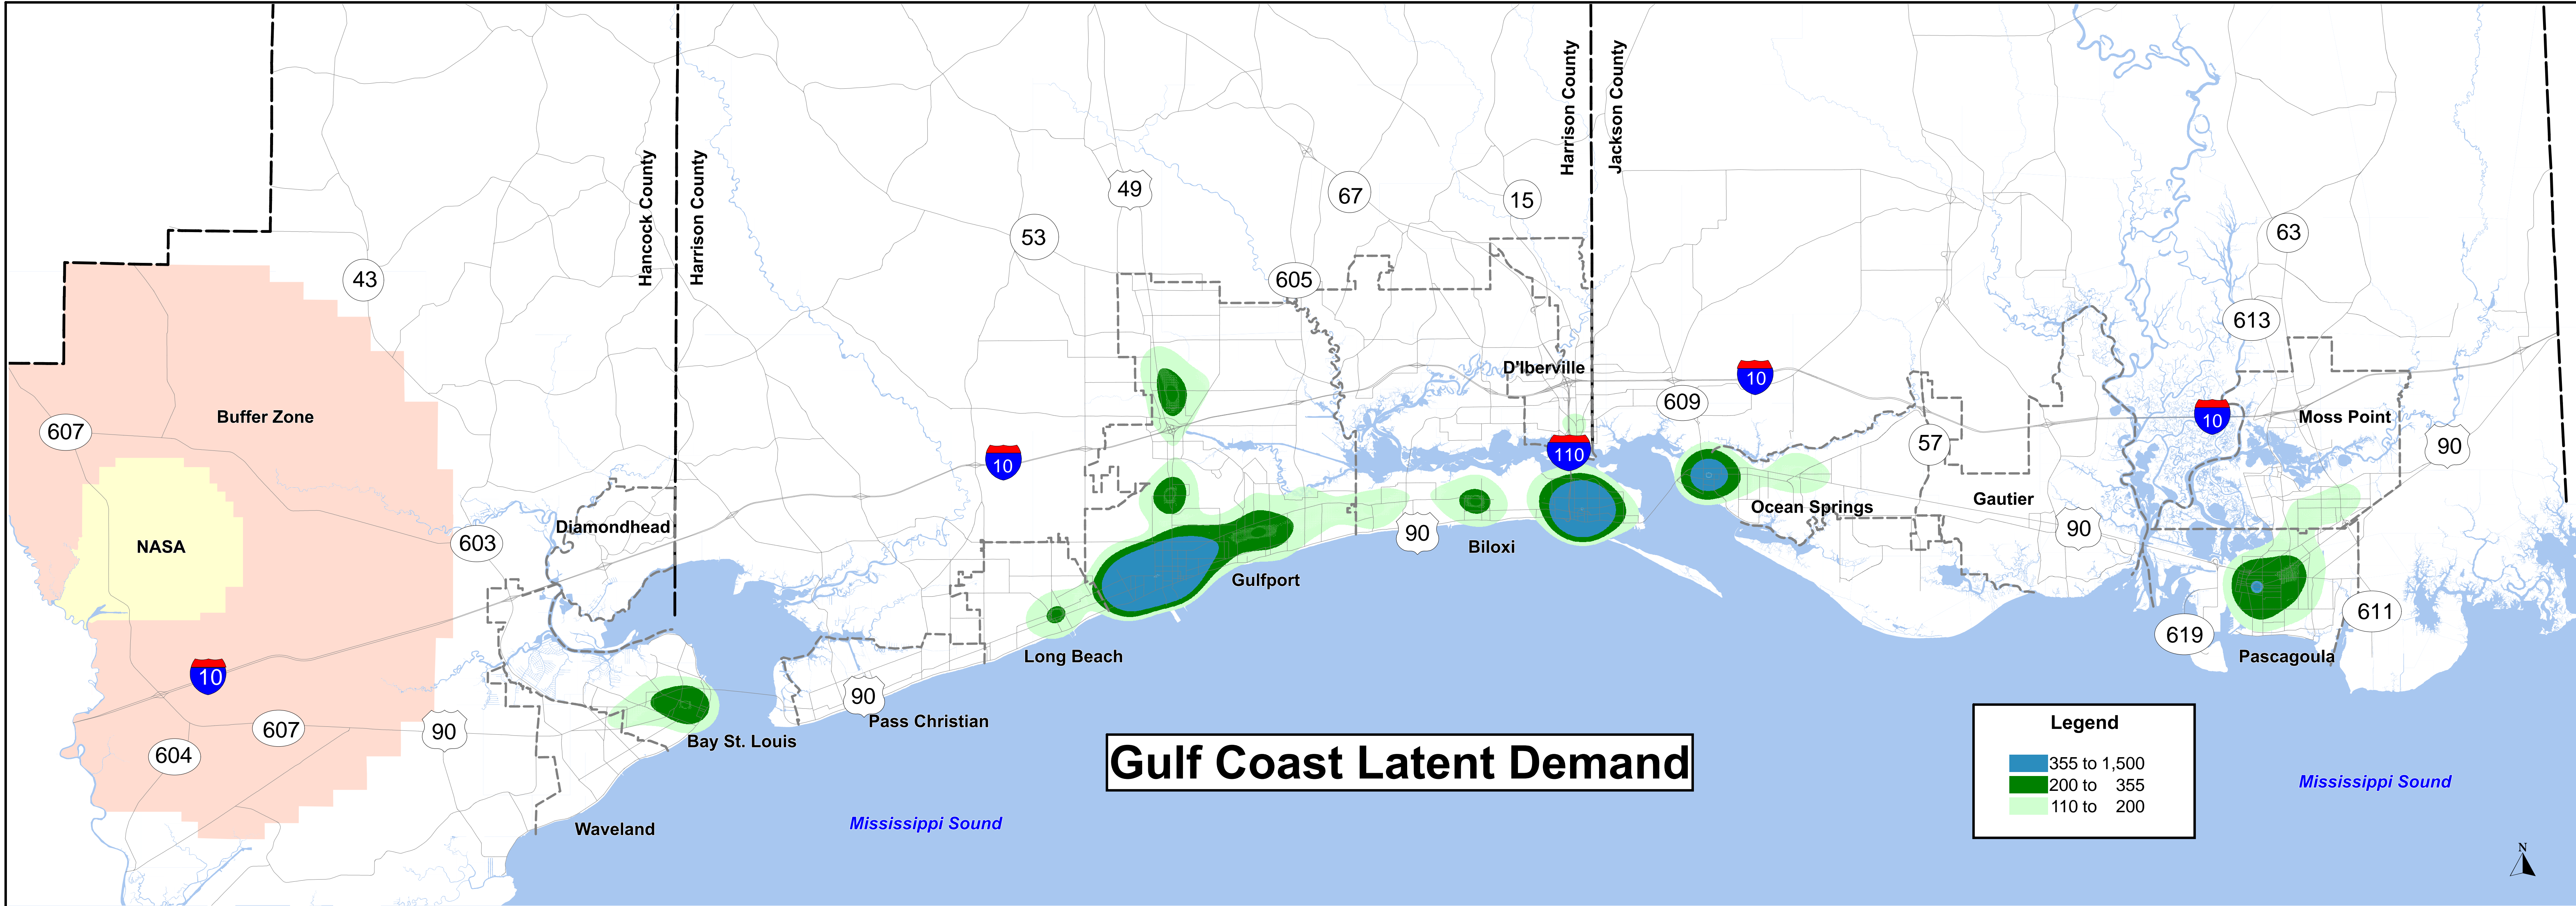 Hancock County
Harrison County
Harrison County
Jackson County
49
67
15
53
63
43
605
613
D'Iberville
10
609
Buffer Zone
607
10
110
10
57
Moss Point
90
NASA
603
Diamondhead
90
Biloxi
Ocean Springs
Gautier
90
Gulfport
611
619
Long Beach
Pascagoula
10
90
Pass Christian
607
90
604
Bay St. Louis
Gulf Coast Latent Demand
Legend
355 to 1,500
200 to 355
110 to 200
Mississippi Sound
Waveland
Mississippi Sound
N